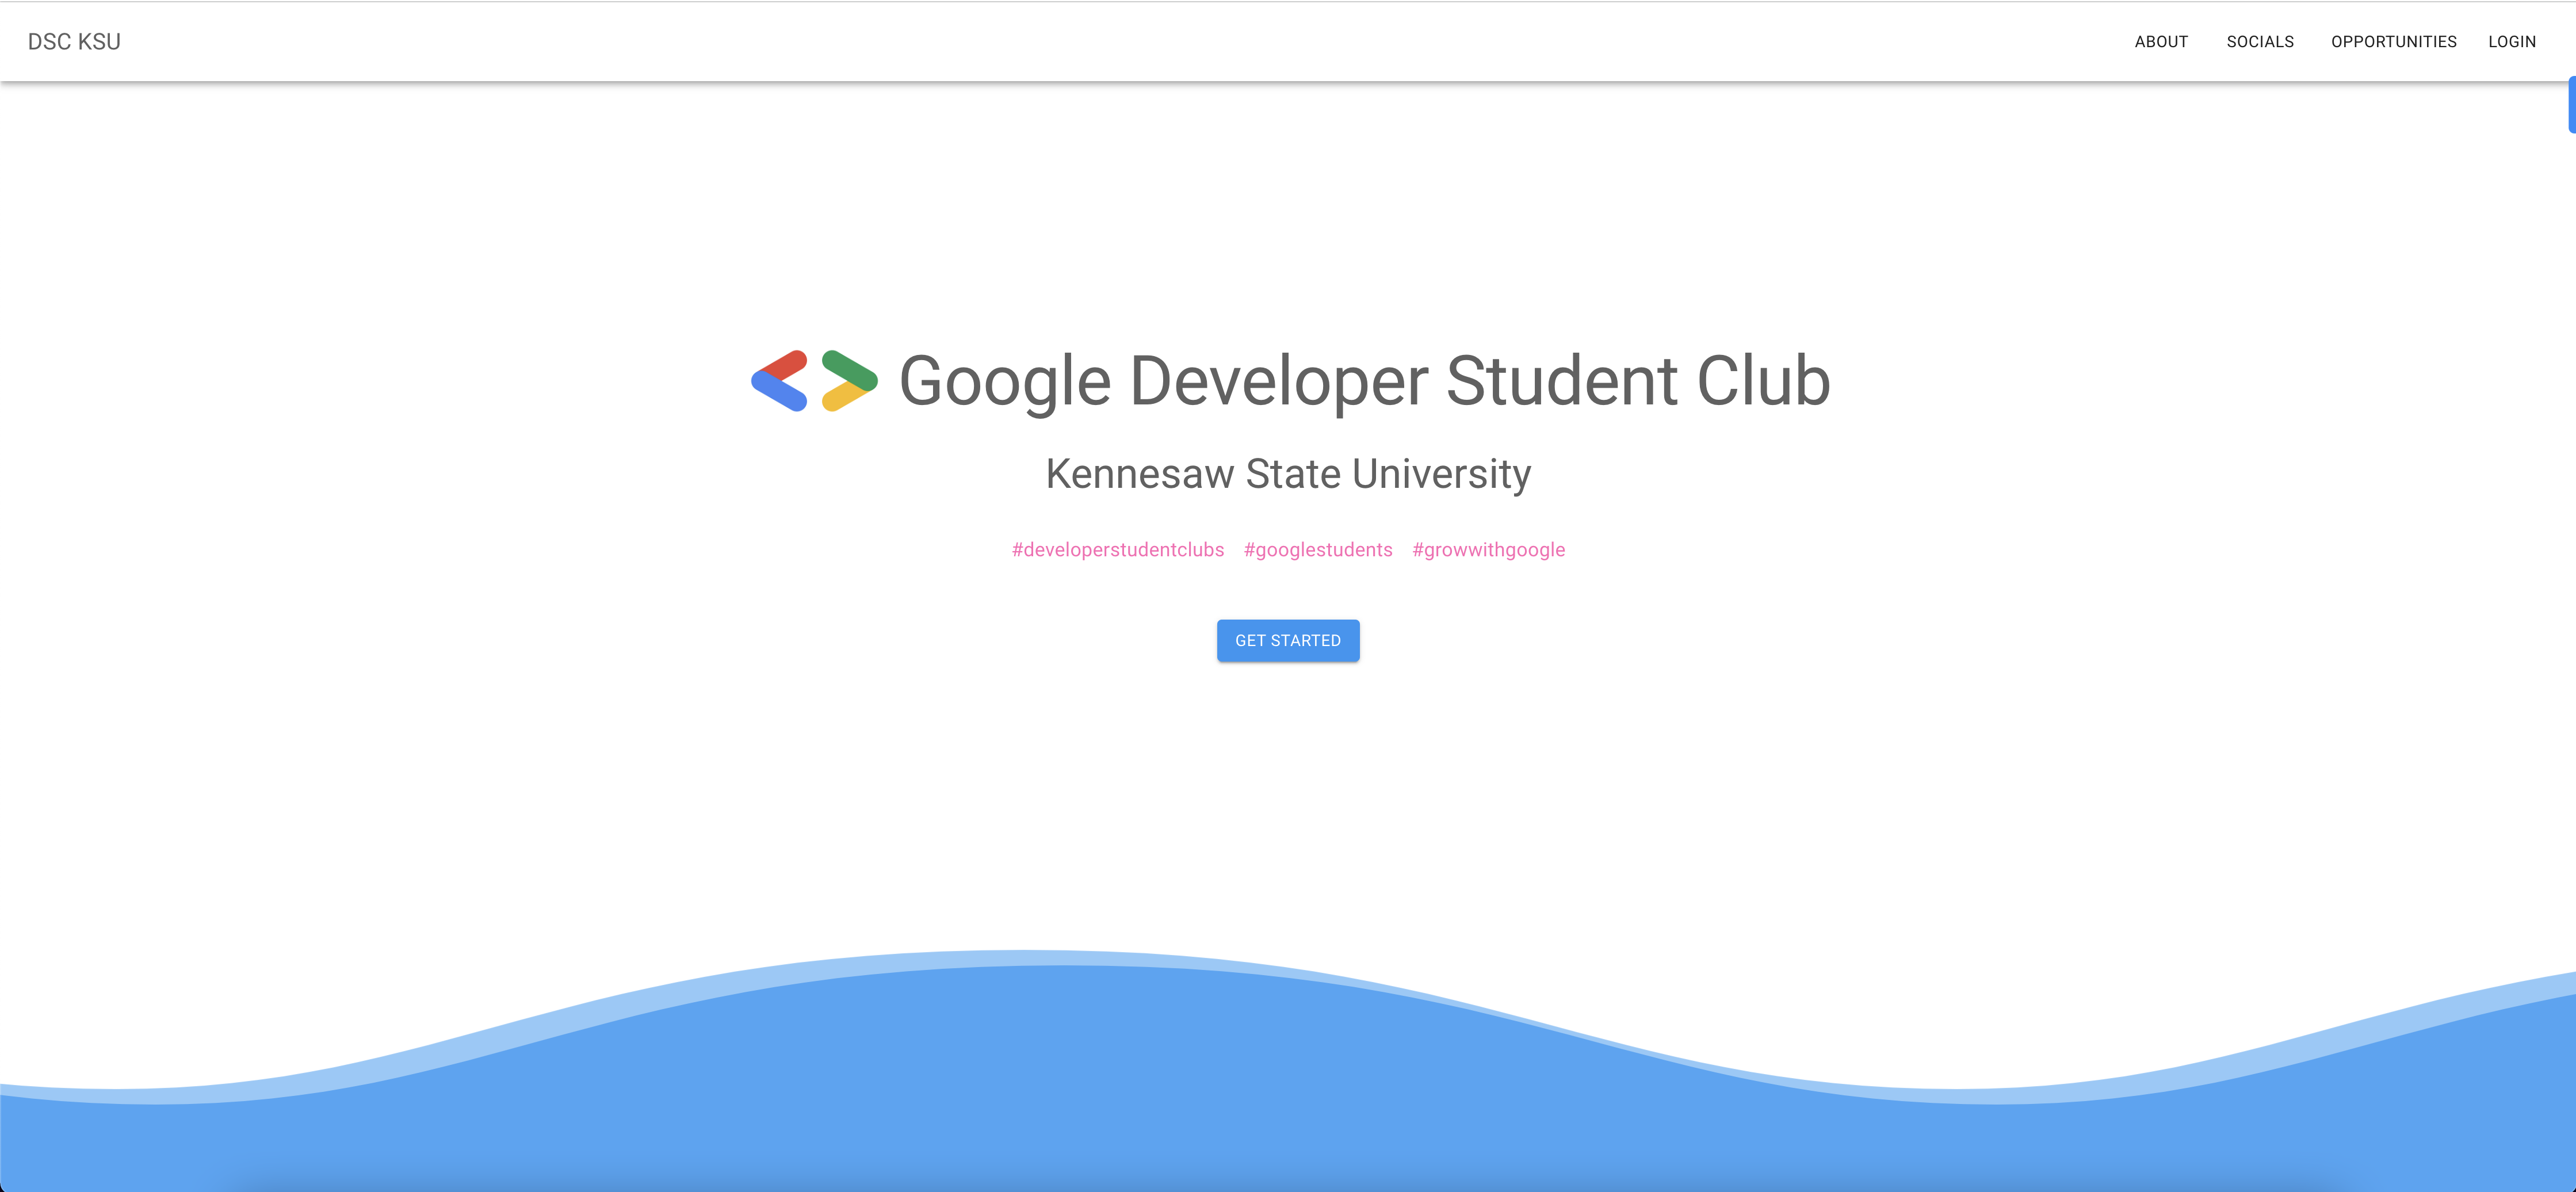 DSC KSU ABOUT SOCIALS OPPORTUNITIES LOGIN
Google Developer Student Club
Kennesaw State University
#developerstudentclubs #googlestudents #growwithgoogle
GET STARTED